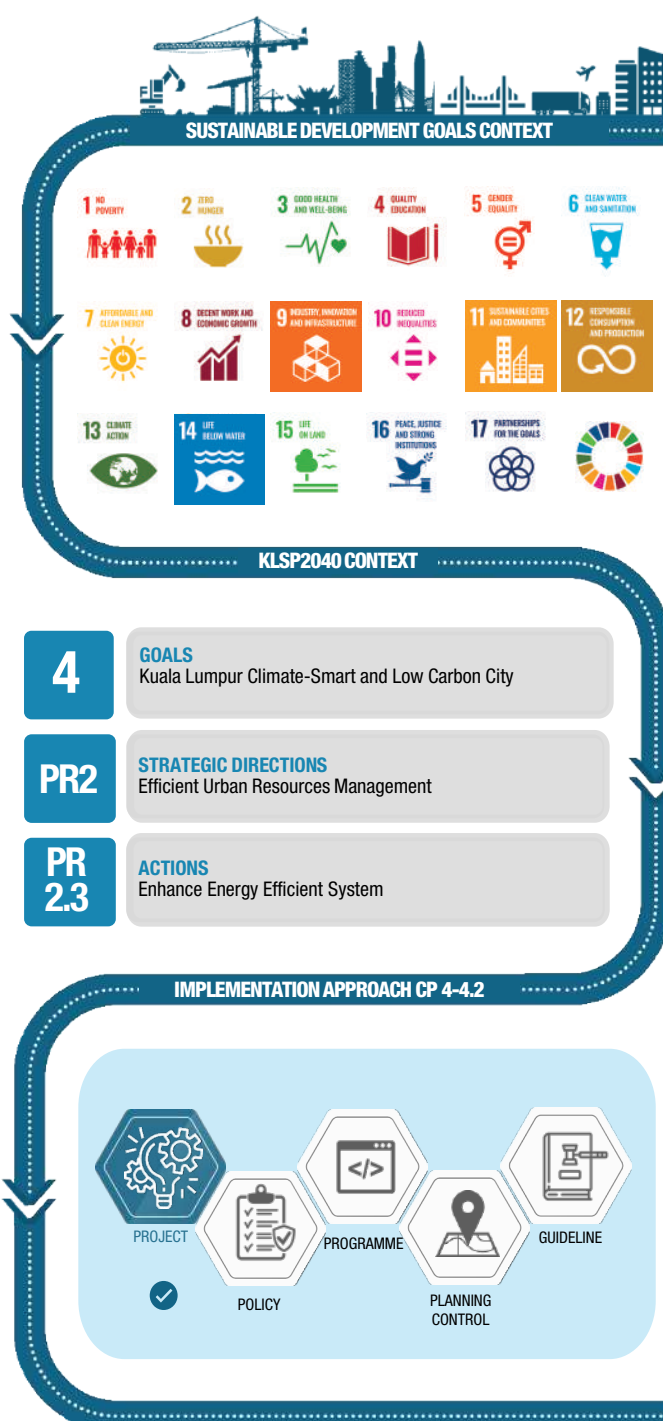 SUSTAINABLE DEVELOPMENT GOALS CONTEXT
1 NO
POVERTY
2 ZERO
HUNGER
3 GOOD HEALTH
AND WELL-BEING
4 QUALITY
EDUCATION
5 GENDER
EQUALITY
6 CLEAN WATER
AND SANITATION
7 AFFORDABLE AND
CLEAN ENERGY
8 DECENT WORK AND
ECONOMIC GROWTH
9 INDUSTRY, INNOVATION
AND INFRASTRUCTURE
10 REDUCED
INEQUALITIES
11 SUSTAINABLE CITIES
AND COMMUNITIES
12 RESPONSIBLE
CONSUMPTION
AND PRODUCTION
13 CLIMATE
ACTION
14 LIFE
BELOW WATER
15 LIFE
ON LAND
16 PEACE, JUSTICE
AND STRONG
INSTITUTIONS
17 PARTNERSHIPS
FOR THE GOALS
KLSP2040 CONTEXT
4
GOALS
Kuala Lumpur Climate-Smart and Low Carbon City
PR2
STRATEGIC DIRECTIONS
Efficient Urban Resources Management
PR
2.3
ACTIONS
Enhance Energy Efficient System
IMPLEMENTATION APPROACH CP 4-4.2
</>
PROJECT
POLICY
PROGRAMME
PLANNING
CONTROL
GUIDELINE